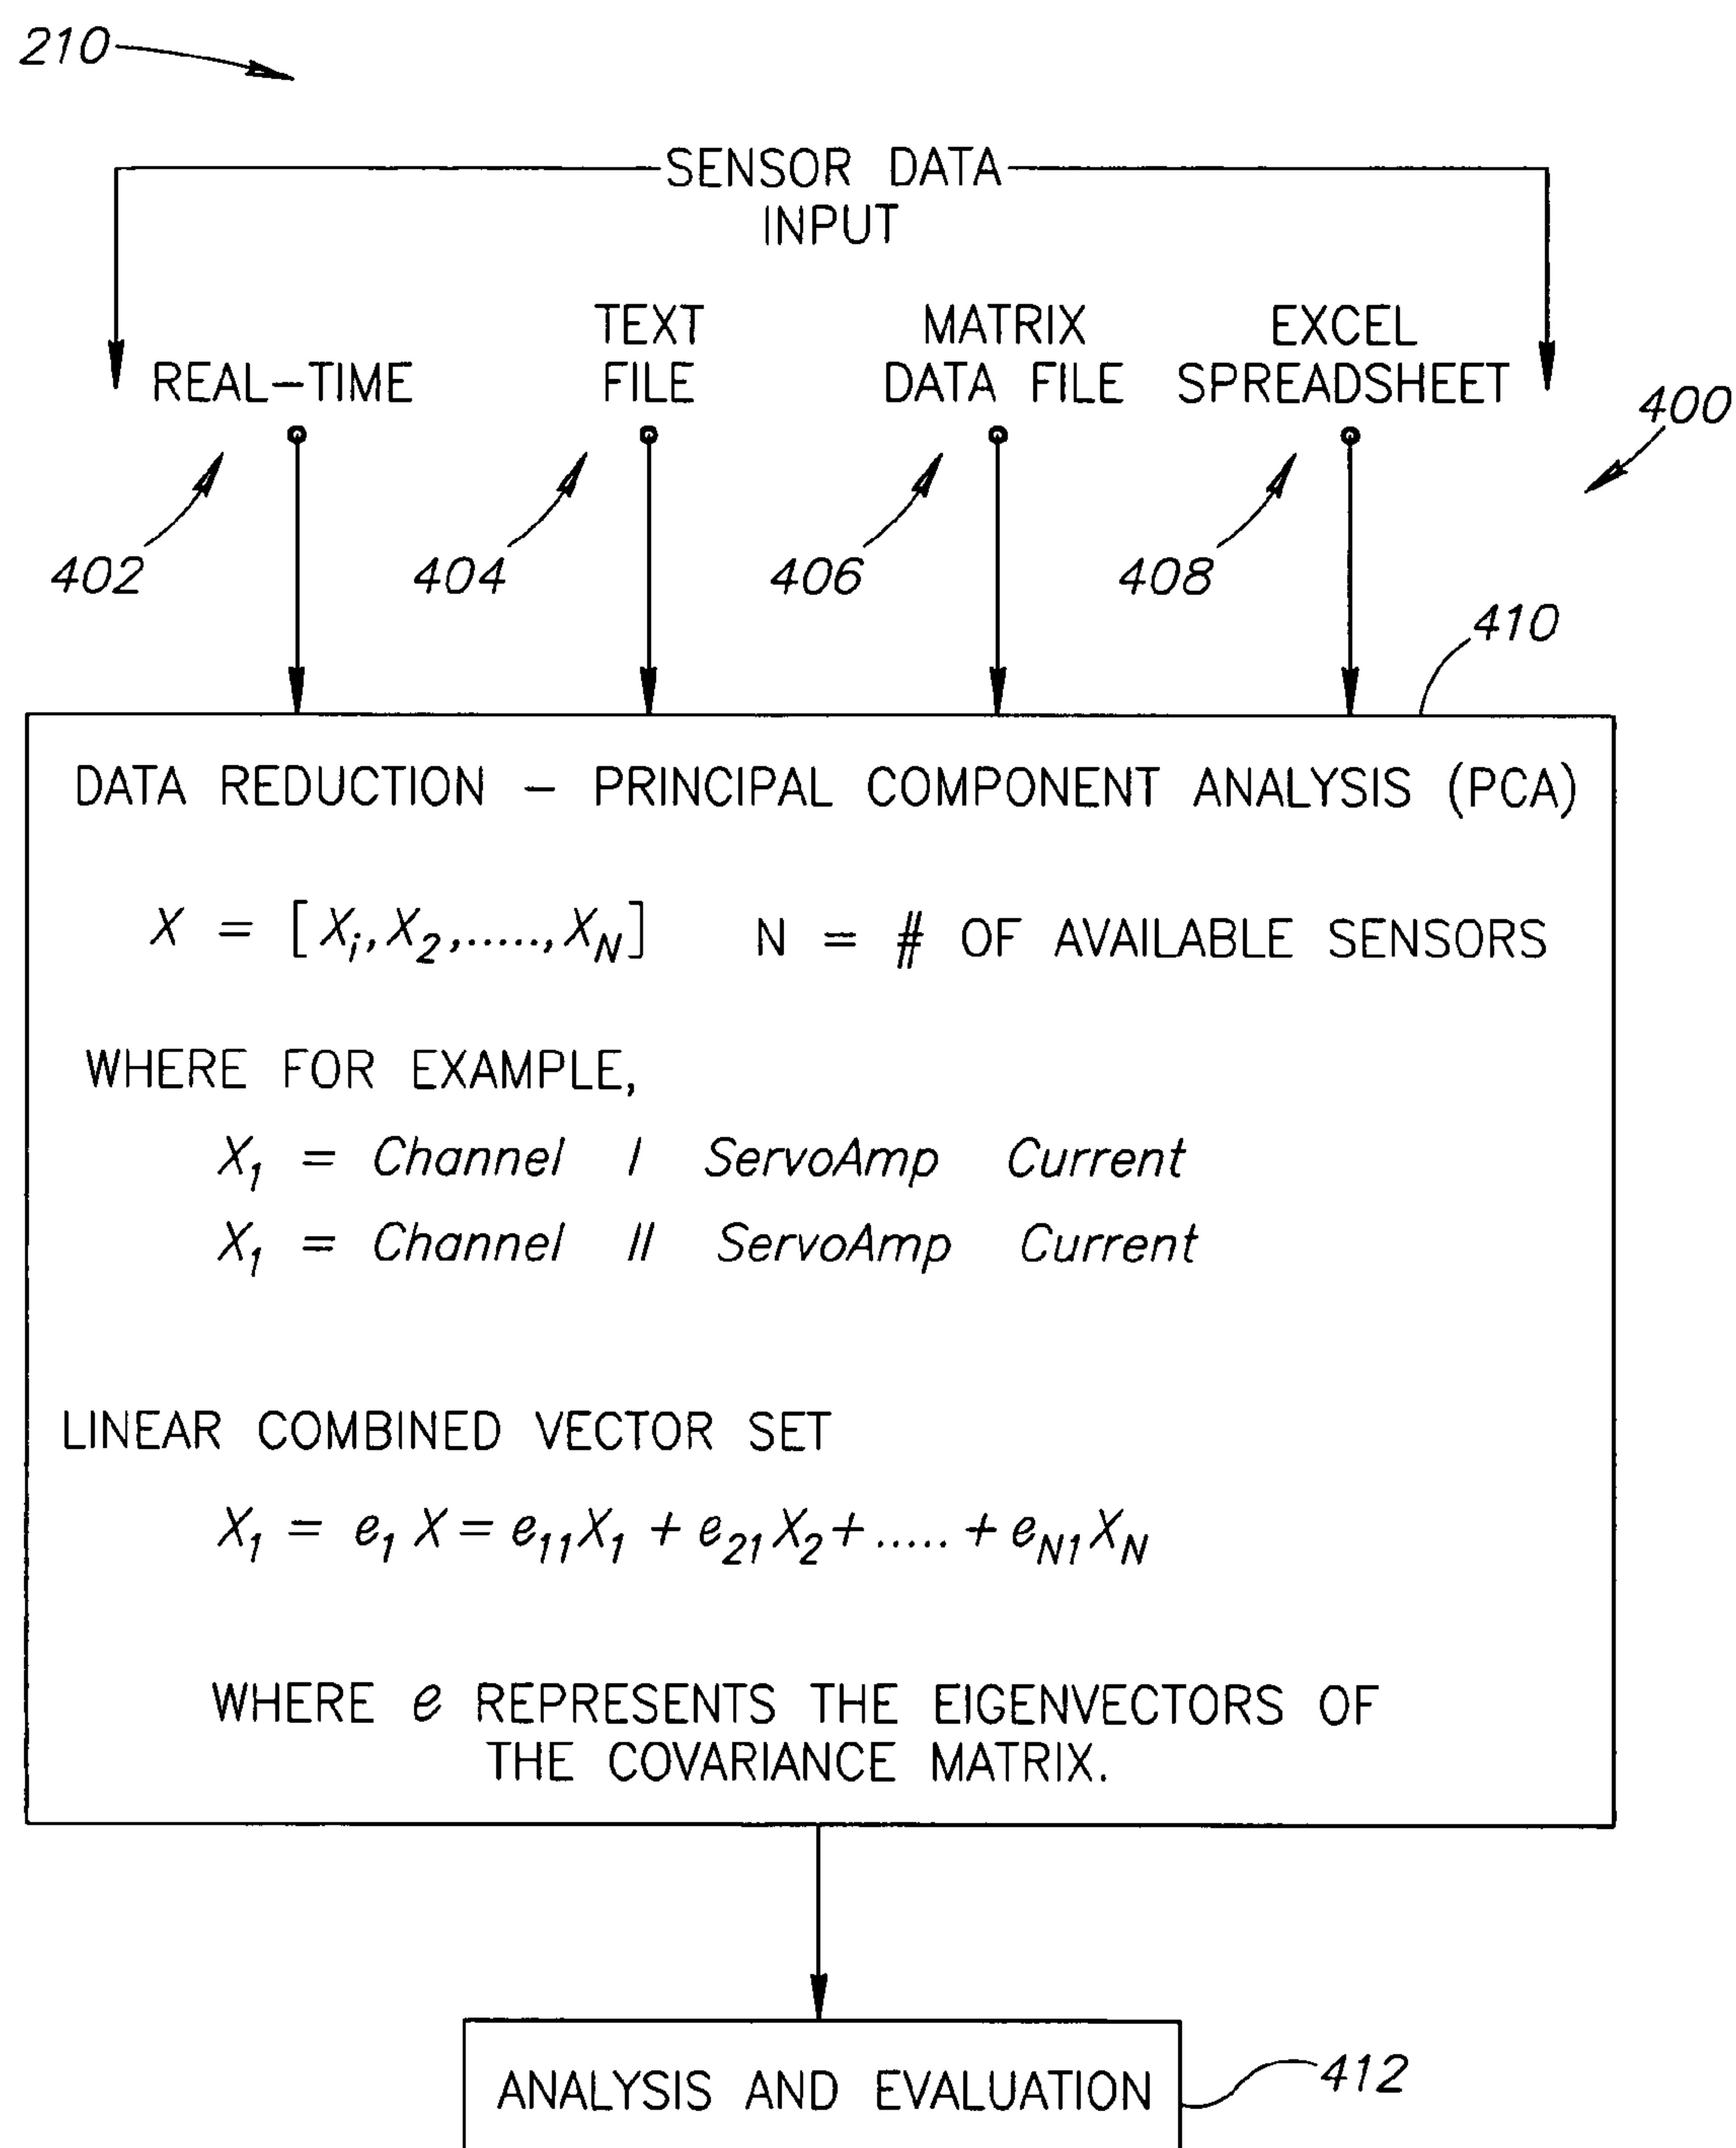 210
SENSOR DATA
INPUT
REAL-TIME
TEXT
FILE
MATRIX
DATA FILE
EXCEL
SPREADSHEET
400
402
404
406
408
410
DATA REDUCTION – PRINCIPAL COMPONENT ANALYSIS (PCA)
X = [Xi, X2, ....., XN] N = # OF AVAILABLE SENSORS
WHERE FOR EXAMPLE,
X1 = Channel I ServoAmp Current
X1 = Channel II ServoAmp Current
LINEAR COMBINED VECTOR SET
X1 = e1 X = e11X1 + e21X2 + ..... + eN1XN
WHERE e REPRESENTS THE EIGENVECTORS OF
THE COVARIANCE MATRIX.
ANALYSIS AND EVALUATION
412